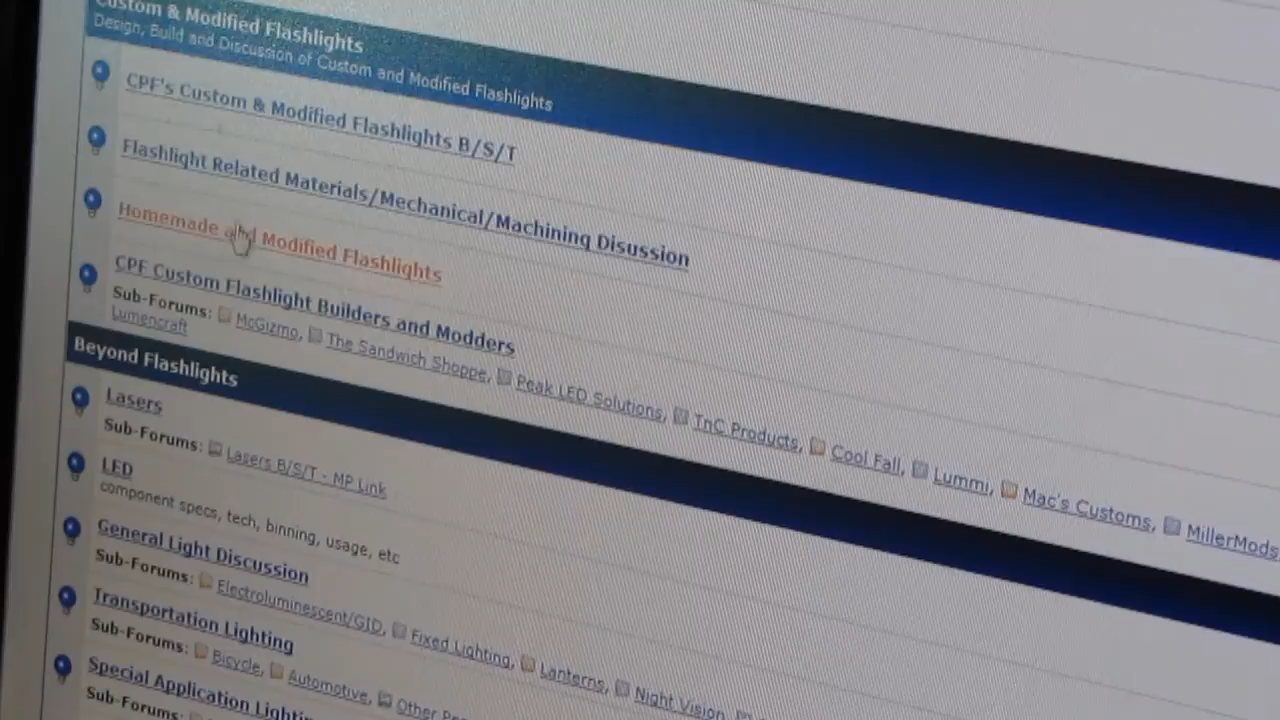 Custom & Modified Flashlights
Design, Build and Discussion of Custom and Modified Flashlights
CPF's Custom & Modified Flashlights B/S/T
Flashlight Related Materials/Mechanical/Machining Disussion
Homemade and Modified Flashlights
CPF Custom Flashlight Builders and Modders
Sub-Forums: McGizmo, The Sandwich Shoppe, Peak LED Solutions, TnC Products, Cool Fall, Lummi, Mac's Customs, MillerMods
Lumencraft
Beyond Flashlights
Lasers
Sub-Forums: Lasers B/S/T - MP Link
LED
component specs, tech, binning, usage, etc
General Light Discussion
Sub-Forums: Electroluminescent/GID, Fixed Lighting, Lanterns, Night Vision,
Transportation Lighting
Sub-Forums: Bicycle, Automotive, Other
Special Application
Sub-Forums: